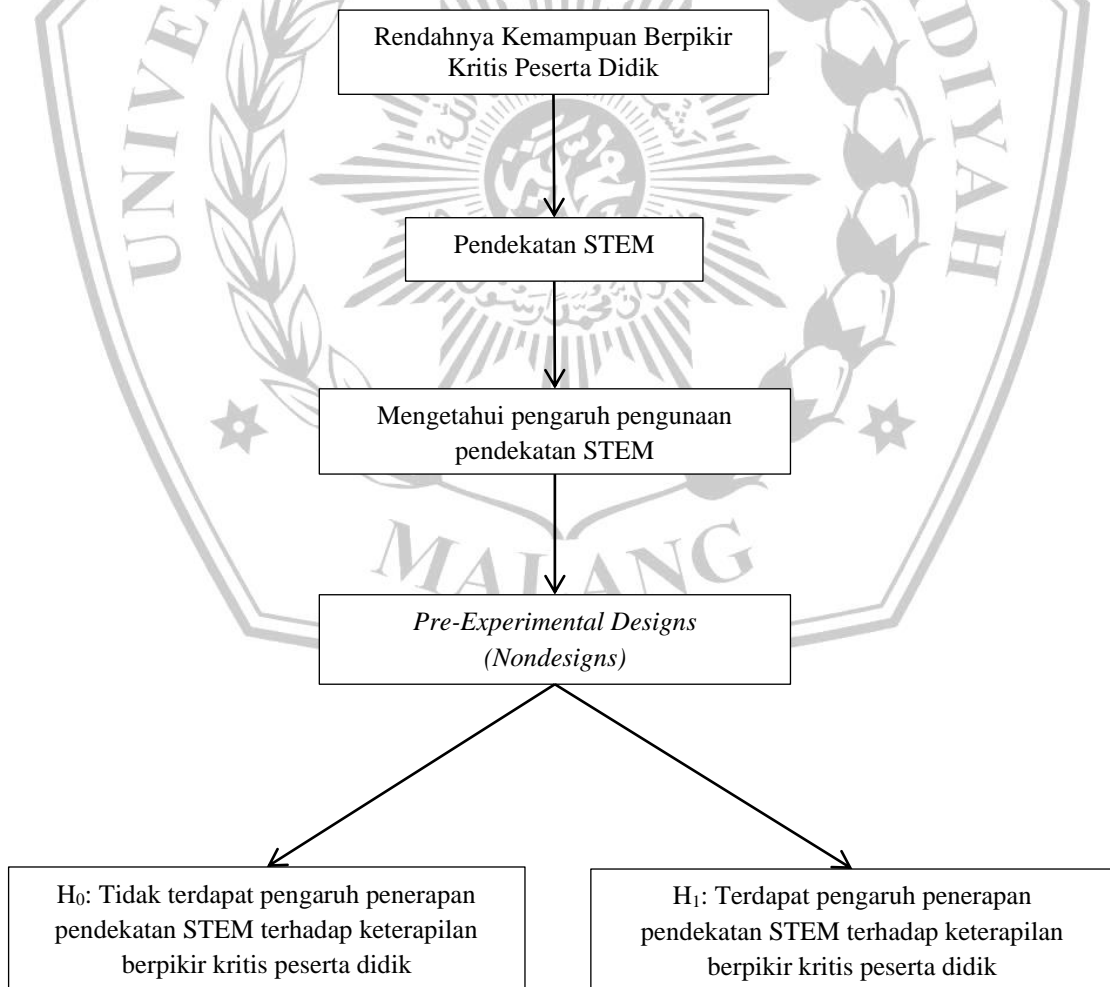 Rendahnya Kemampuan Berpikir
Kritis Peserta Didik
Pendekatan STEM
Mengetahui pengaruh pengunaan
pendekatan STEM
MALANG
Pre-Experimental Designs
(Nondesigns)
H₀: Tidak terdapat pengaruh penerapan
pendekatan STEM terhadap keterapilan
berpikir kritis peserta didik
H₁: Terdapat pengaruh penerapan
pendekatan STEM terhadap keterapilan
berpikir kritis peserta didik